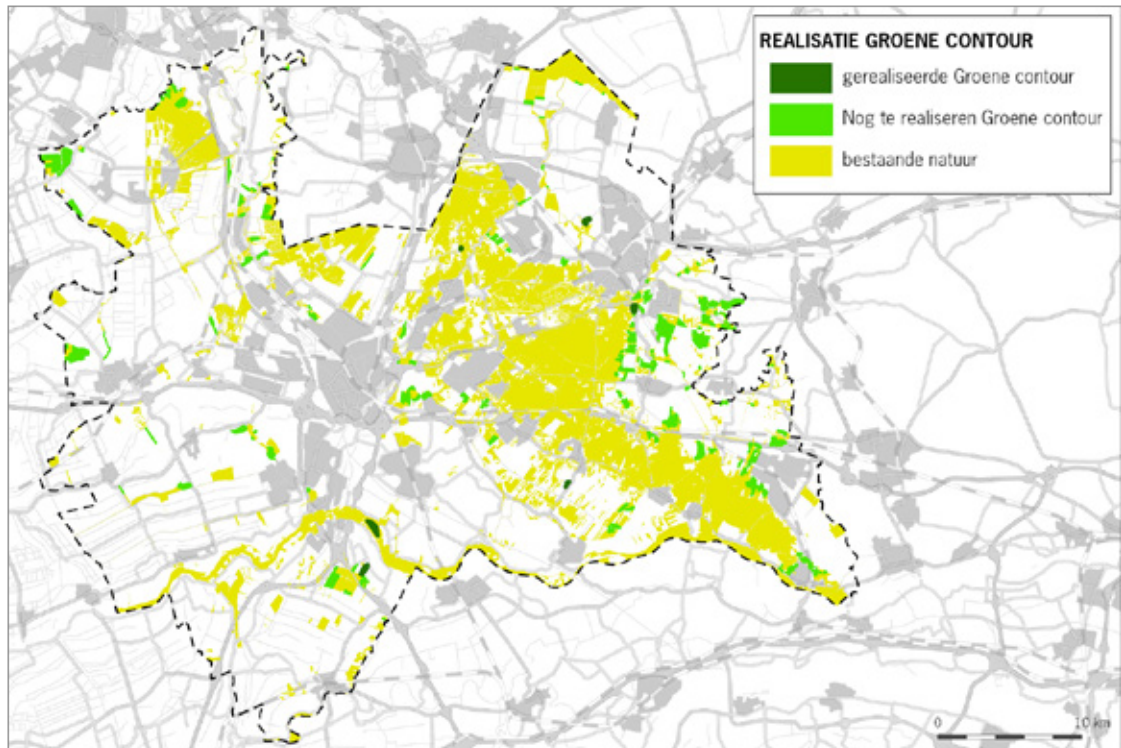 REALISATIE GROENE CONTOUR
gerealiseerde Groene contour
Nog te realiseren Groene contour
bestaande natuur
0 10 km